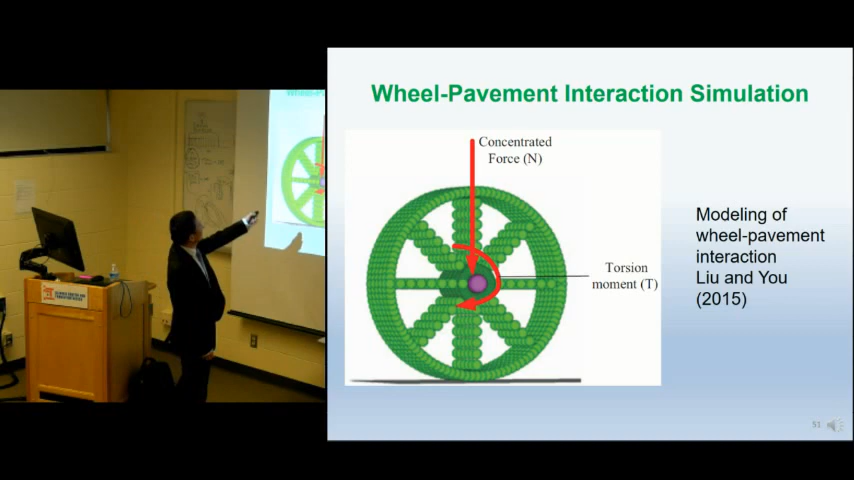 Wheel-Pavement Interaction Simulation
Concentrated
Force (N)
Torsion
moment (T)
Modeling of
wheel-pavement
interaction
Liu and You
(2015)
51